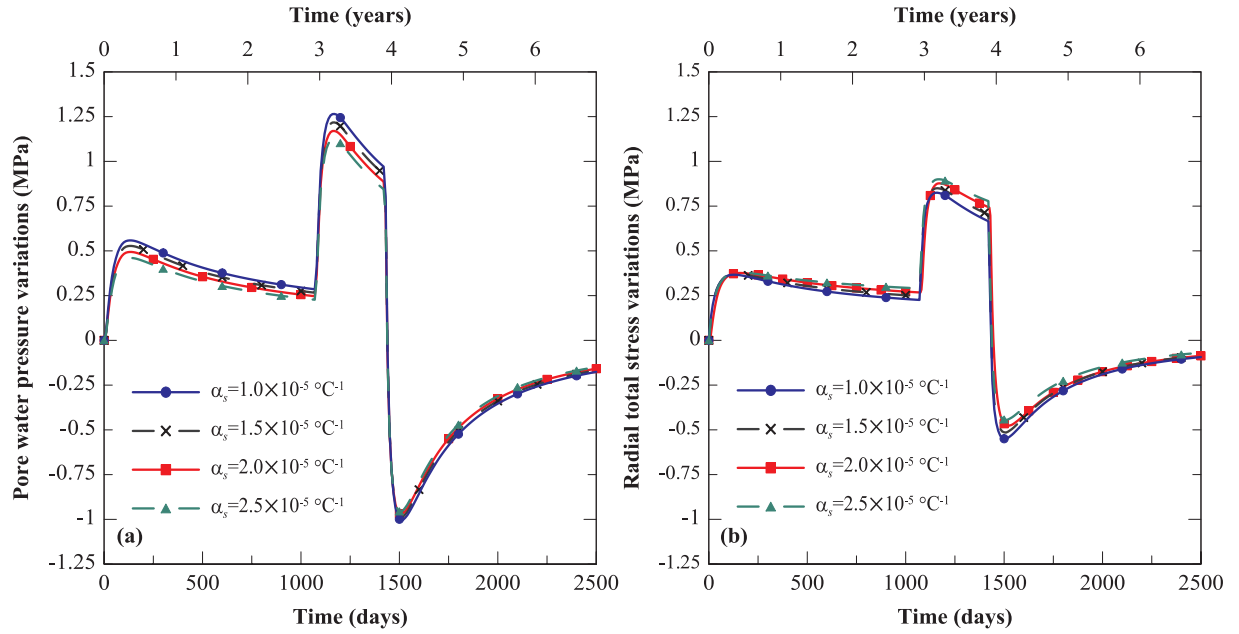 Time (years)
0 1 2 3 4 5 6
1.5
1.25
1
0.75
0.5
0.25
0
-0.25
-0.5
-0.75
-1
-1.25
Pore water pressure variations (MPa)
αs=1.0×10-5 °C-1
αs=1.5×10-5 °C-1
αs=2.0×10-5 °C-1
αs=2.5×10-5 °C-1
(a)
0 500 1000 1500 2000 2500
Time (days)
Time (years)
0 1 2 3 4 5 6
1.5
1.25
1
0.75
0.5
0.25
0
-0.25
-0.5
-0.75
-1
-1.25
Radial total stress variations (MPa)
αs=1.0×10-5 °C-1
αs=1.5×10-5 °C-1
αs=2.0×10-5 °C-1
αs=2.5×10-5 °C-1
(b)
0 500 1000 1500 2000 2500
Time (days)